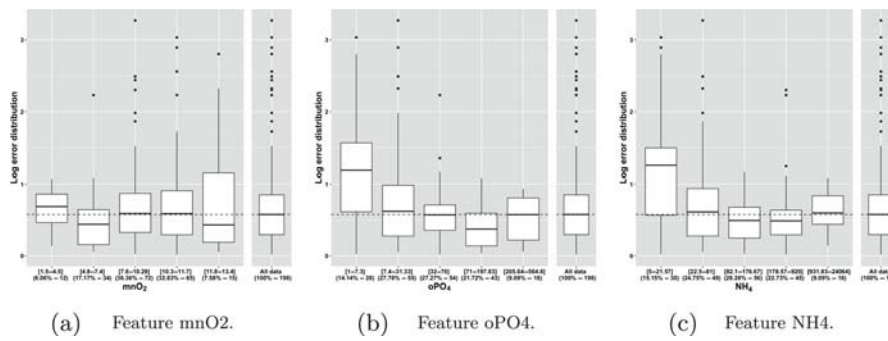 Log error distribution
3
2
1
0
[1.5−4.5] [4.8−7.4] [7.6−10.29] [10.3−11.7] [11.8−13.4] All data
(6.06% − 12) (17.17% − 34) (36.36% − 72) (32.83% − 65) (7.58% − 15) (100% − 198)
mnO2
(a) Feature mnO2.
Log error distribution
3
2
1
0
[1−7.3] [7.4−31.33] [32−70] [71−197.83] [205.64−564.6] All data
(14.14% − 28) (27.78% − 55) (27.27% − 54) (21.72% − 43) (9.09% − 18) (100% − 198)
oPO4
(b) Feature oPO4.
Log error distribution
3
2
1
0
[5−21.57] [22.5−81] [82.1−176.67] [178.57−920] [931.83−24064] All data
(15.15% − 30) (24.75% − 49) (28.28% − 56) (22.73% − 45) (9.09% − 18)
NH4
(c) Feature NH4.